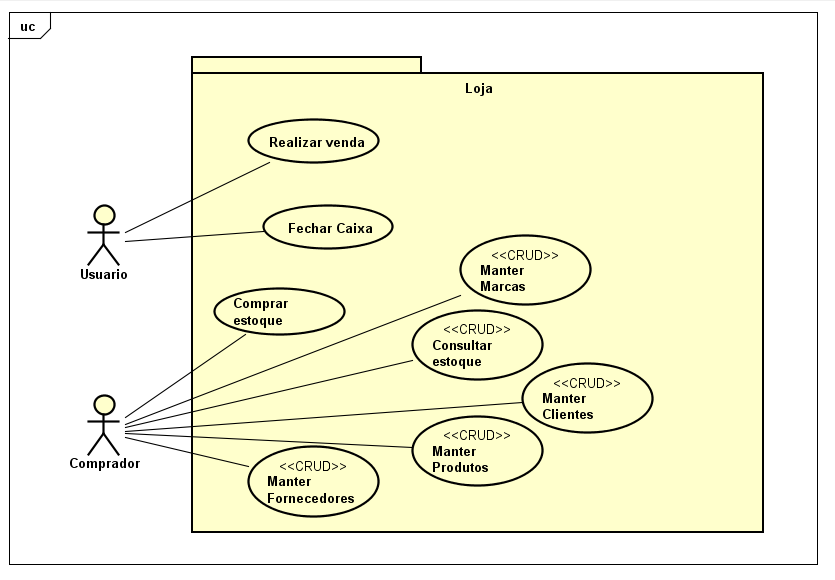 uc
Loja
Realizar venda
Fechar Caixa
Usuario
<<CRUD>>
Manter
Marcas
Comprar
estoque
<<CRUD>>
Consultar
estoque
<<CRUD>>
Manter
Clientes
<<CRUD>>
Manter
Produtos
Comprador
<<CRUD>>
Manter
Fornecedores